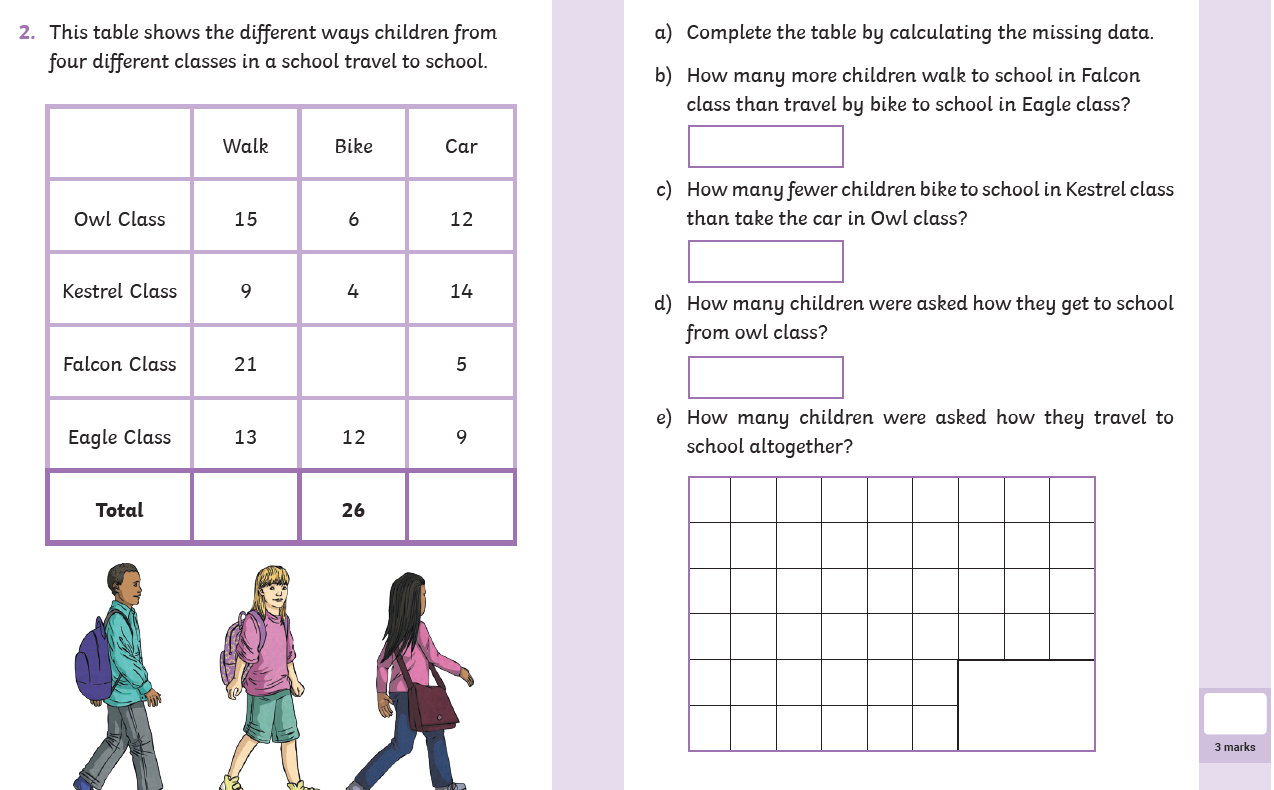 2. This table shows the different ways children from
four different classes in a school travel to school.
Walk Bike Car
Owl Class 15 6 12
Kestrel Class 9 4 14
Falcon Class 21 5
Eagle Class 13 12 9
Total 26
a) Complete the table by calculating the missing data.
b) How many more children walk to school in Falcon
class than travel by bike to school in Eagle class?
c) How many fewer children bike to school in Kestrel class
than take the car in Owl class?
d) How many children were asked how they get to school
from owl class?
e) How many children were asked how they travel to
school altogether?
3 marks